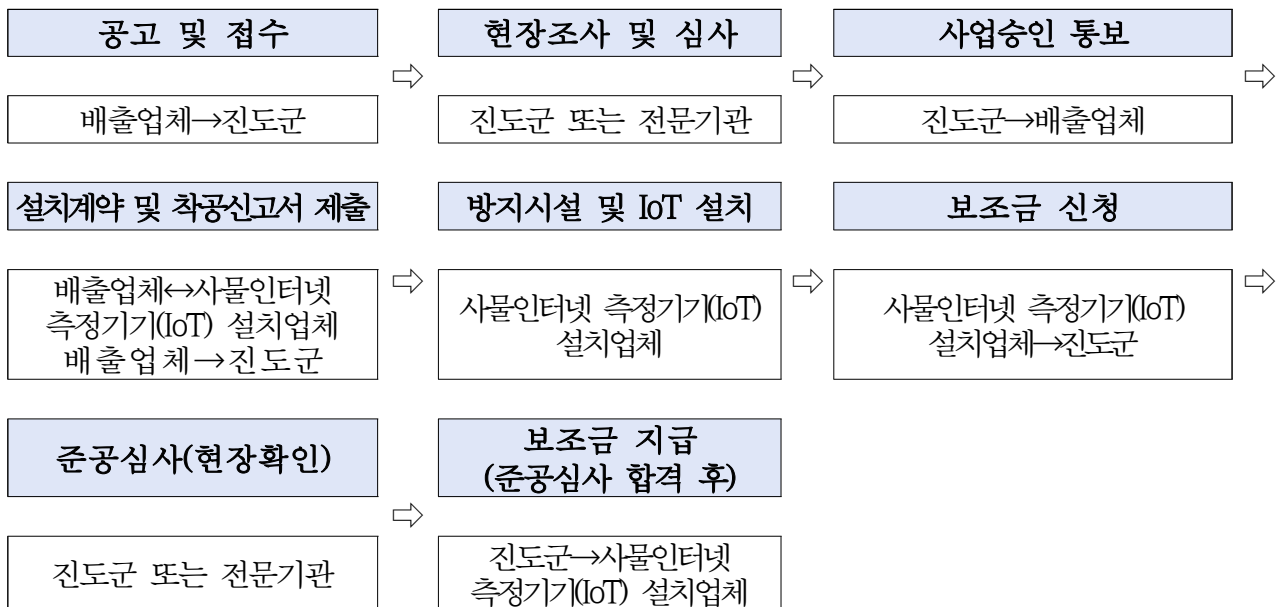 공고 및 접수
⇨
배출업체→진도군
현장조사 및 심사
⇨
진도군 또는 전문기관
사업승인 통보
⇨
진도군→배출업체
설치계약 및 착공신고서 제출
⇨
배출업체↔사물인터넷
측정기기(IoT) 설치업체
배출업체→진도군
방지시설 및 IoT 설치
⇨
사물인터넷 측정기기(IoT)
설치업체
보조금 신청
⇨
사물인터넷 측정기기(IoT)
설치업체→진도군
준공심사(현장확인)
⇨
진도군 또는 전문기관
보조금 지급
(준공심사 합격 후)
진도군→사물인터넷
측정기기(IoT) 설치업체